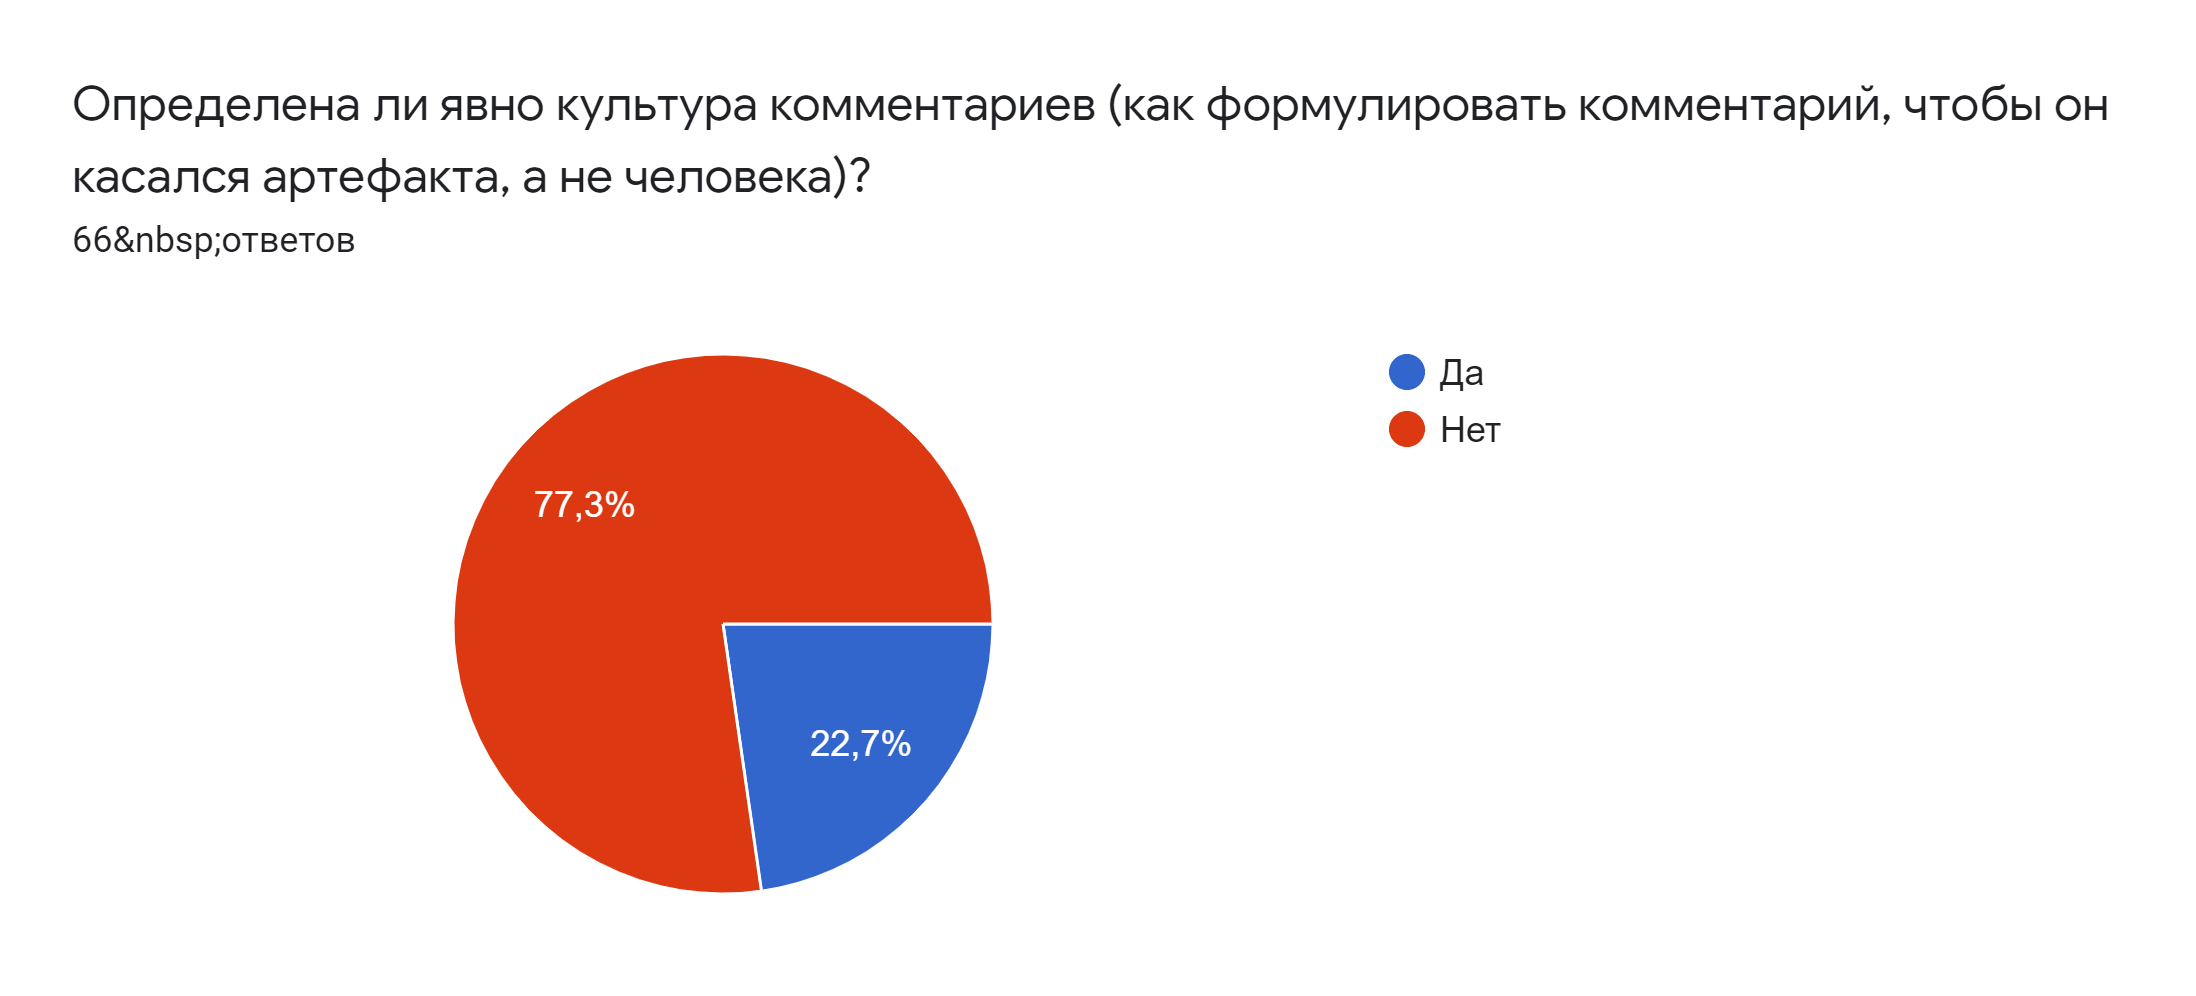 Определена ли явно культура комментариев (как формулировать комментарий, чтобы он
касался артефакта, а не человека)?
66&nbsp;ответов
Да
Нет
77,3%
22,7%